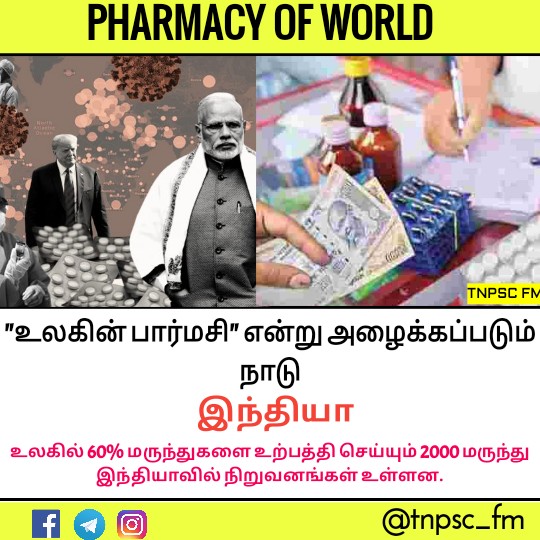 PHARMACY OF WORLD
TNPSC FM
"உலகின் பார்மசி" என்று அழைக்கப்படும்
நாடு
இந்தியா
உலகில் 60% மருந்துகளை உற்பத்தி செய்யும் 2000 மருந்து
இந்தியாவில் நிறுவனங்கள் உள்ளன.
@tnpsc_fm